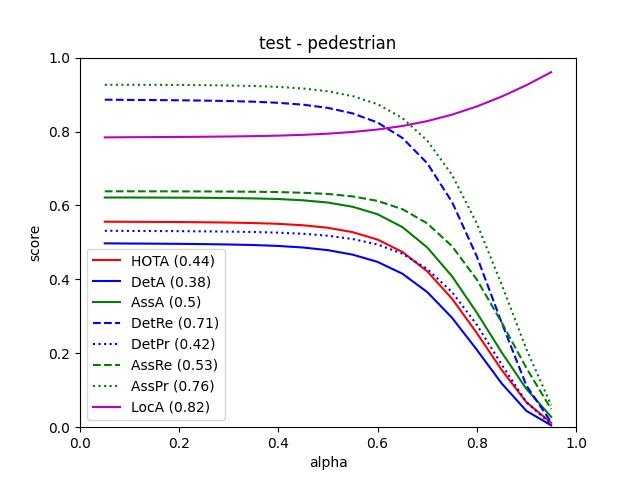 test - pedestrian
1.0
0.8
0.6
0.4
0.2
0.0
score
HOTA (0.44)
DetA (0.38)
AssA (0.5)
DetRe (0.71)
DetPr (0.42)
AssRe (0.53)
AssPr (0.76)
LocA (0.82)
0.0 0.2 0.4 0.6 0.8 1.0
alpha